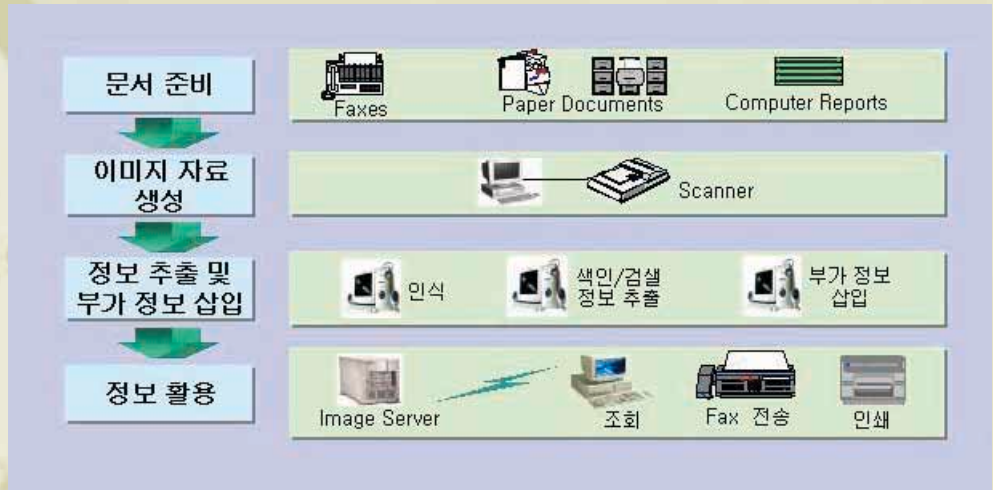 문서 준비
Faxes
Paper Documents
Computer Reports
이미지 자료
생성
Scanner
정보 추출 및
부가 정보 삽입
인식
색인/검샐
정보 추출
부가 정보
삽입
정보 활용
Image Server
조회
Fax 전송
인쇄